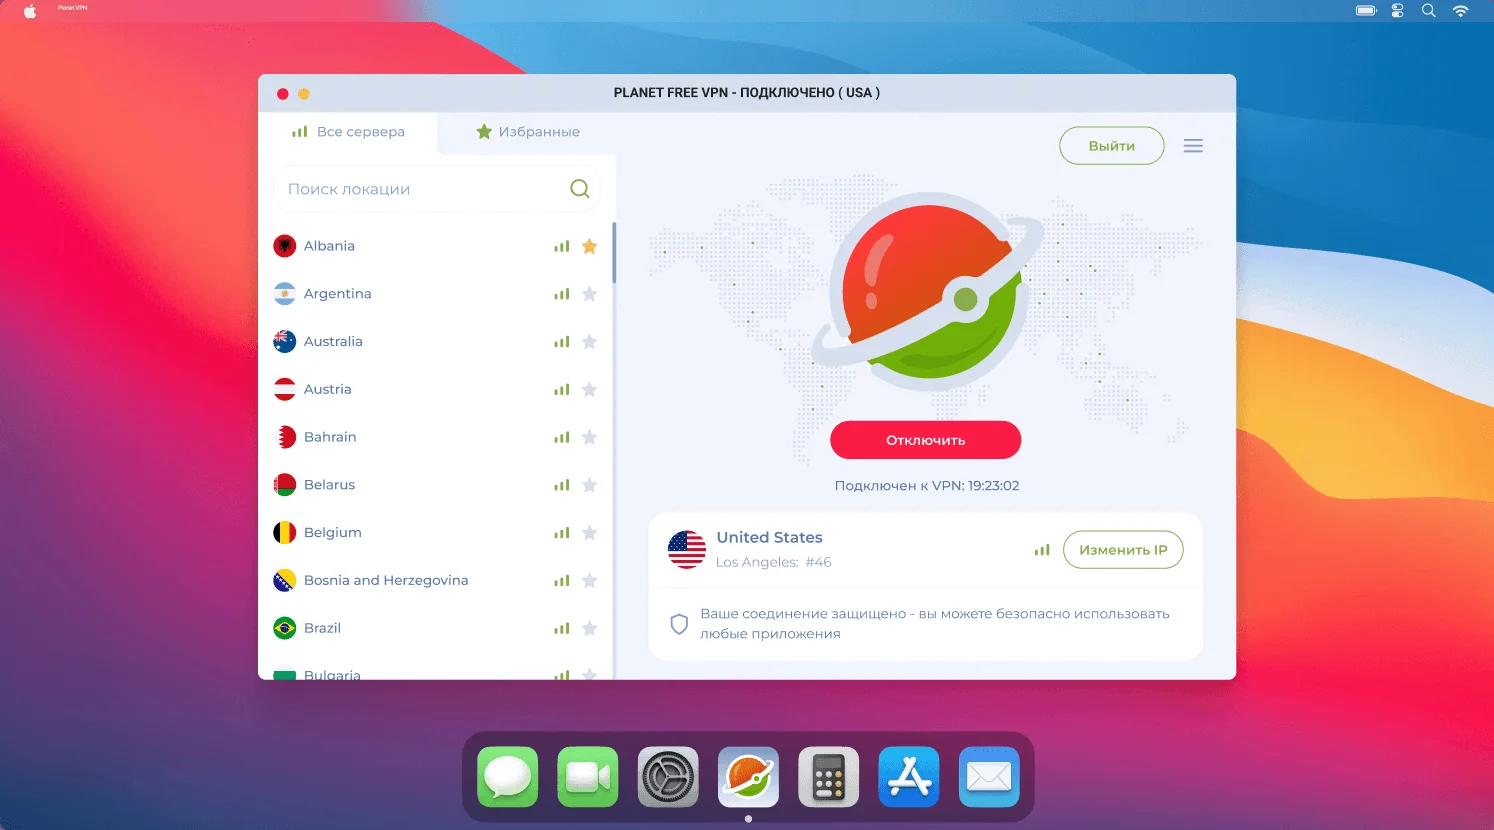 Planet VPN
PLANET FREE VPN - ПОДКЛЮЧЕНО ( USA )
Все сервера
Избранные
Выйти
Поиск локации
Albania
Argentina
Australia
Austria
Bahrain
Belarus
Belgium
Bosnia and Herzegovina
Brazil
Bulgaria
Отключить
Подключен к VPN: 19:23:02
United States
Los Angeles: #46
Изменить IP
Ваше соединение защищено - вы можете безопасно использовать
любые приложения